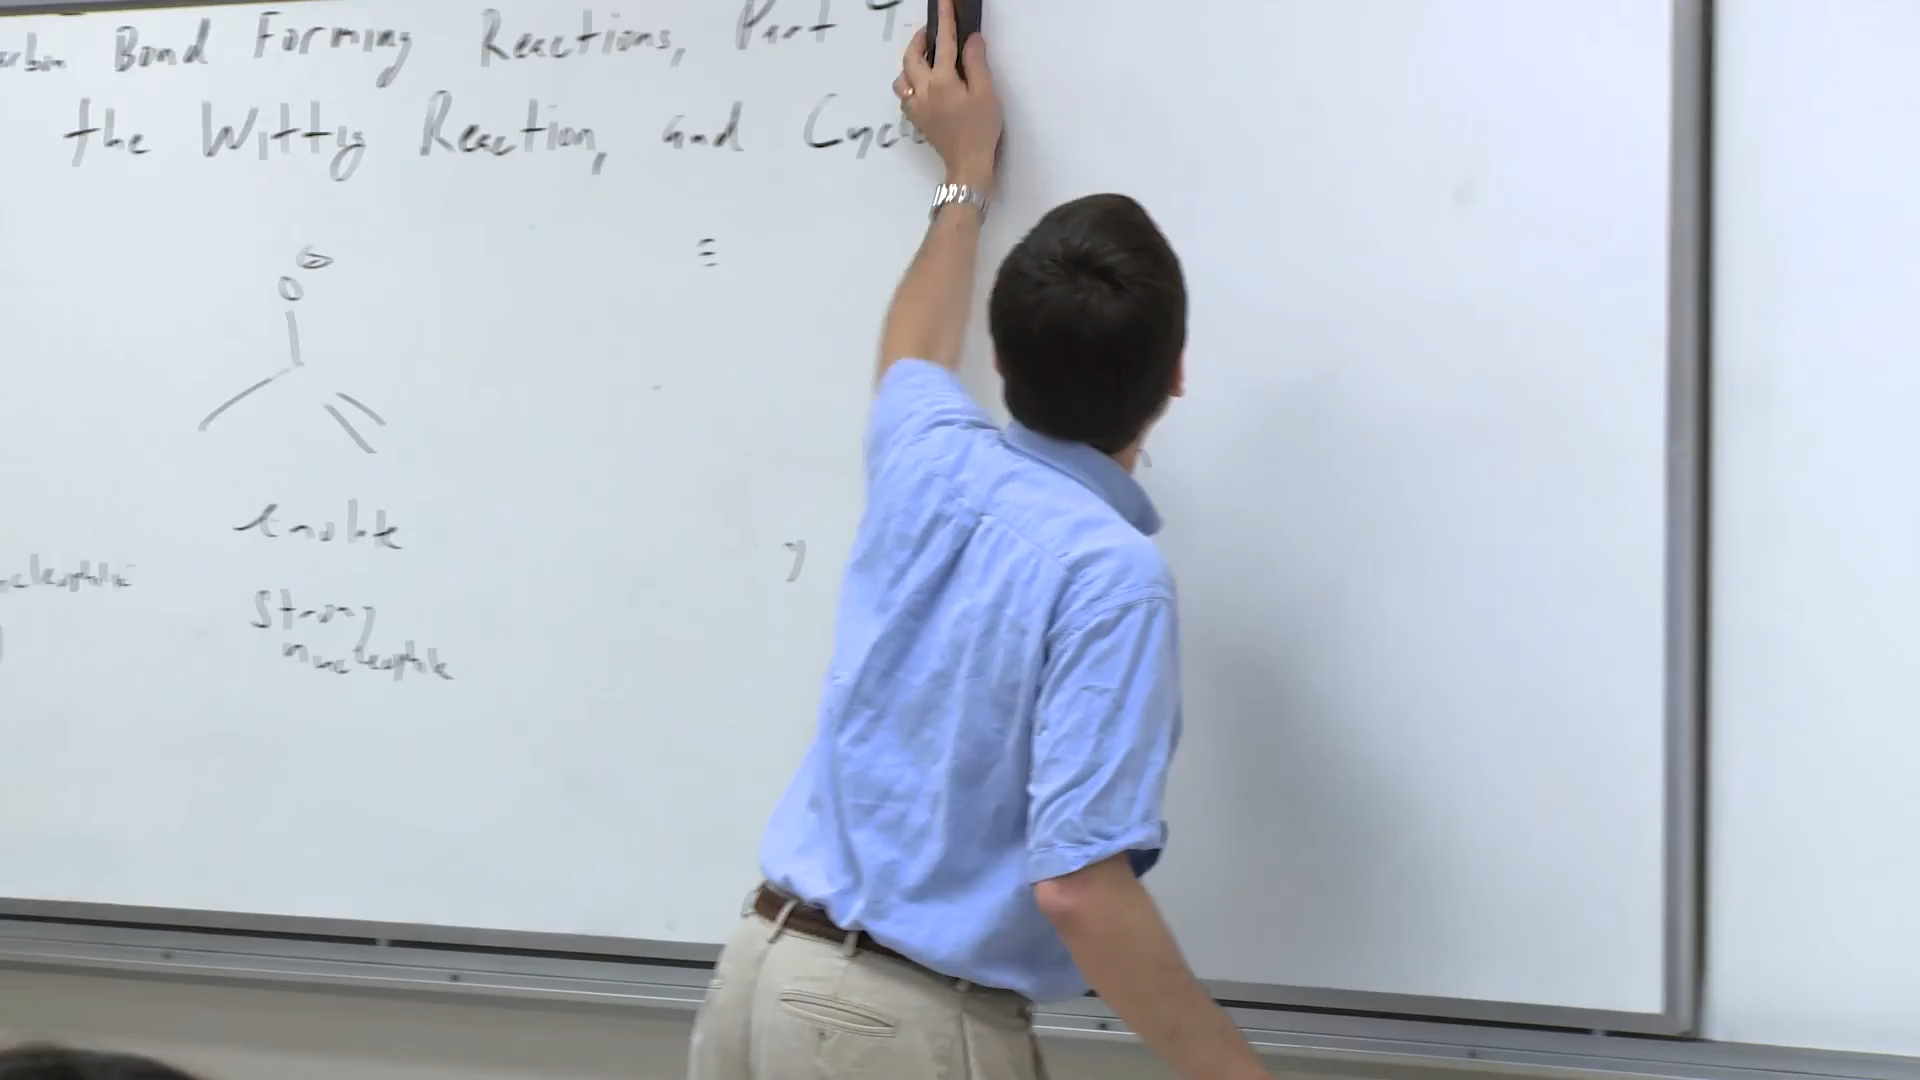 Bond Forming Reactions, Part
the Wittig Reaction, and
O
enolate
Strong
nucleophile